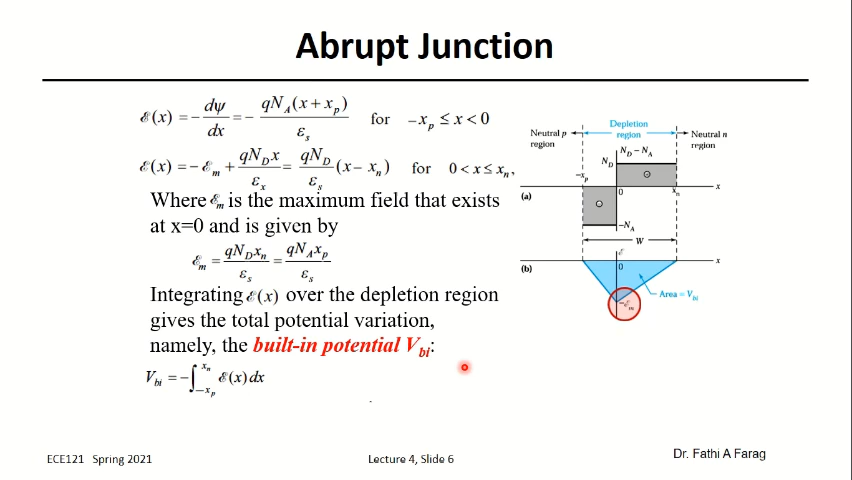 Abrupt Junction
ℰ(x) = −dψ/dx = − qN_A(x + x_p)/ε_s for −x_p ≤ x < 0
ℰ(x) = −ℰ_m + qN_D x/ε_x = qN_D/ε_s (x − x_n) for 0 < x ≤ x_n,
Where ℰ_m is the maximum field that exists
at x=0 and is given by
ℰ_m = qN_D x_n/ε_s = qN_A x_p/ε_s
Integrating ℰ(x) over the depletion region
gives the total potential variation,
namely, the built-in potential V_bi:
V_bi = −∫_{−x_p}^{x_n} ℰ(x)dx
Neutral p
region
Depletion
region
Neutral n
region
N_D
N_D − N_A
−x_p
0
x_n
x
(a)
−N_A
W
ℰ
(b)
0
x
−ℰ_m
Area = V_bi
ECE121 Spring 2021
Lecture 4, Slide 6
Dr. Fathi A Farag